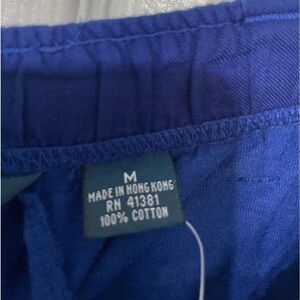 M
MADE IN HONG KONG
RN 41381
100% COTTON